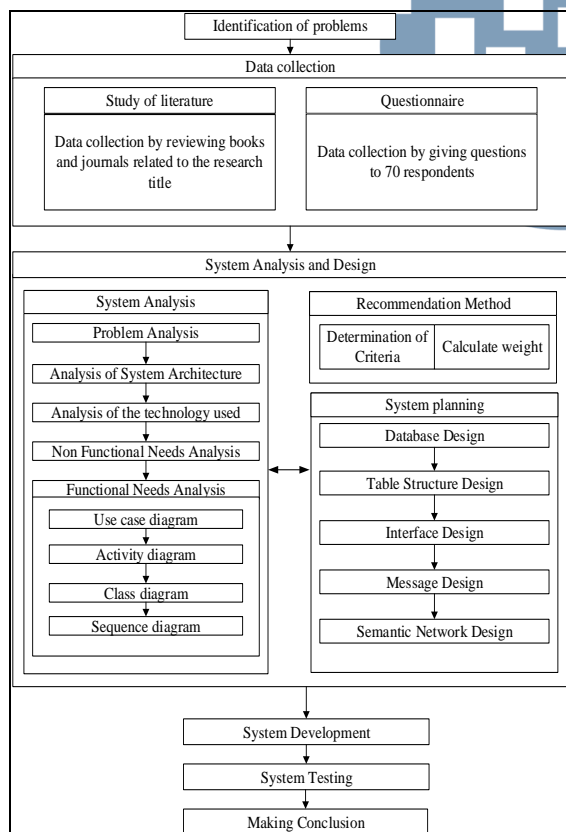 Identification of problems
Data collection
Study of literature
Data collection by reviewing books
and journals related to the research
title
Questionnaire
Data collection by giving questions
to 70 respondents
System Analysis and Design
System Analysis
Problem Analysis
Analysis of System Architecture
Analysis of the technology used
Non Functional Needs Analysis
Functional Needs Analysis
Use case diagram
Activity diagram
Class diagram
Sequence diagram
Recommendation Method
Determination of
Criteria
Calculate weight
System planning
Database Design
Table Structure Design
Interface Design
Message Design
Semantic Network Design
System Development
System Testing
Making Conclusion